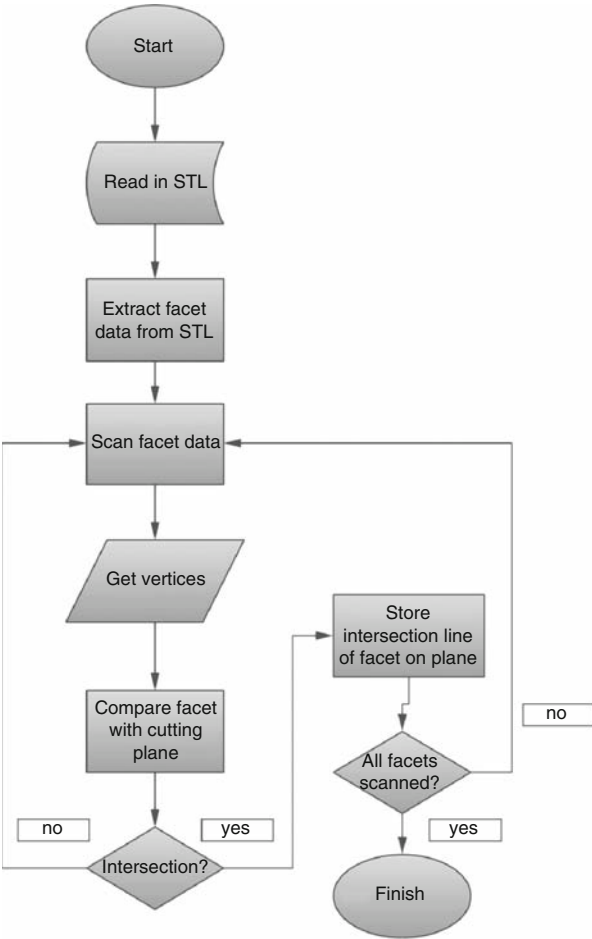 Start
Read in STL
Extract facet
data from STL
Scan facet data
Get vertices
Compare facet
with cutting
plane
no
yes
Intersection?
Store
intersection line
of facet on plane
no
All facets
scanned?
yes
Finish